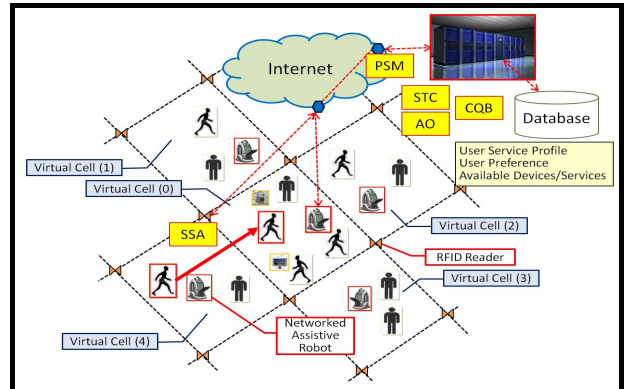 Internet
PSM
STC
CQB
AO
Database
User Service Profile
User Preference
Available Devices/Services
Virtual Cell (1)
Virtual Cell (0)
SSA
Virtual Cell (2)
RFID Reader
Virtual Cell (3)
Virtual Cell (4)
Networked
Assistive
Robot